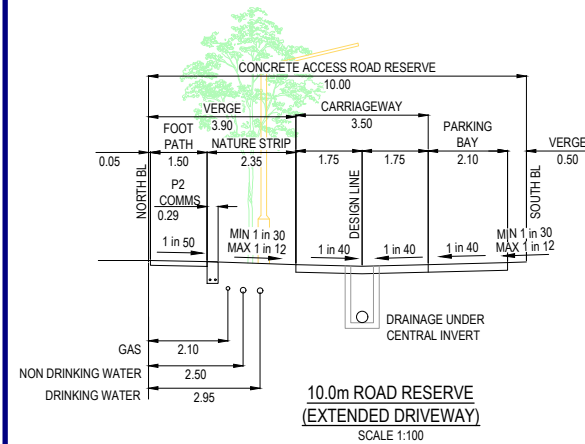 CONCRETE ACCESS ROAD RESERVE
10.00
VERGE
3.90
CARRIAGEWAY
3.50
FOOT
PATH
1.50
NATURE STRIP
2.35
1.75
1.75
PARKING
BAY
2.10
VERGE
0.50
0.05
NORTH BL
P2
COMMS
0.29
DESIGN LINE
SOUTH BL
1 in 50
MIN 1 in 30
MAX 1 in 12
1 in 40
1 in 40
1 in 40
MIN 1 in 30
MAX 1 in 12
DRAINAGE UNDER
CENTRAL INVERT
GAS
2.10
NON DRINKING WATER
2.50
DRINKING WATER
2.95
10.0m ROAD RESERVE
(EXTENDED DRIVEWAY)
SCALE 1:100